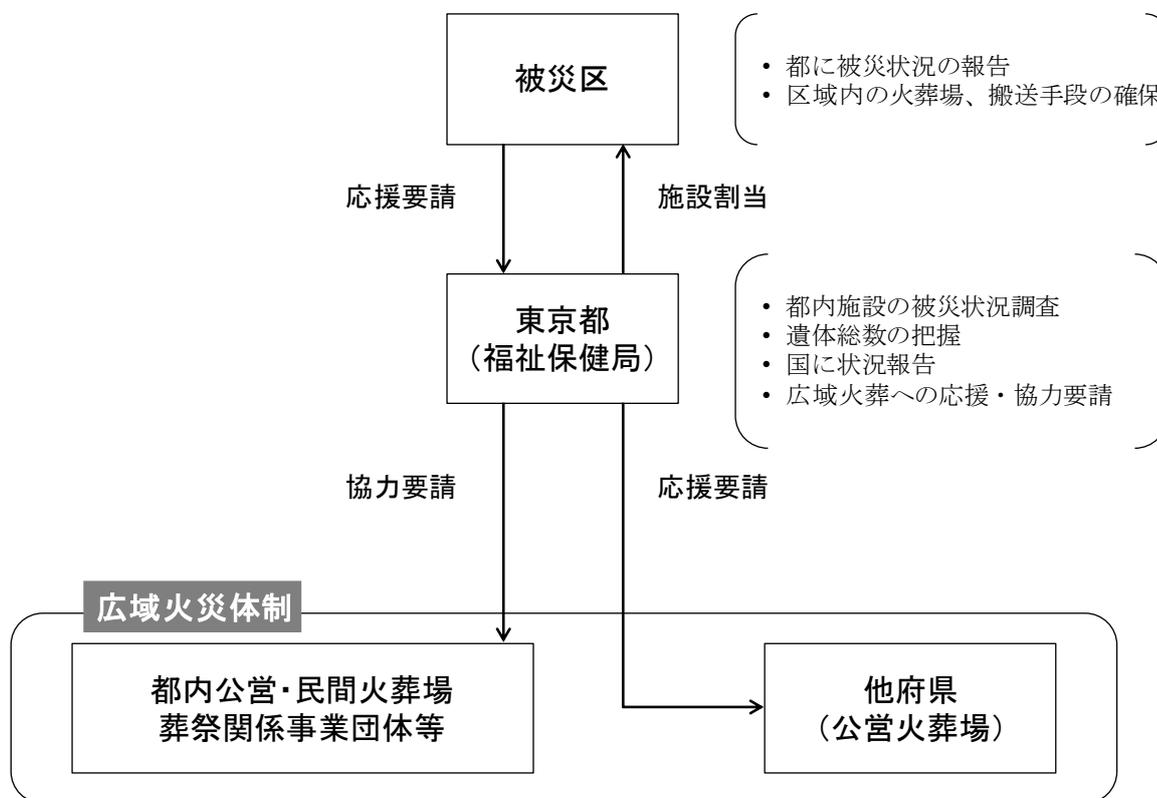 被災区
• 都に被災状況の報告
• 区域内の火葬場、搬送手段の確保
応援要請
施設割当
東京都
（福祉保健局）
• 都内施設の被災状況調査
• 遺体総数の把握
• 国に状況報告
• 広域火葬への応援・協力要請
協力要請
応援要請
広域火災体制
都内公営・民間火葬場
葬祭関係事業団体等
他府県
（公営火葬場）